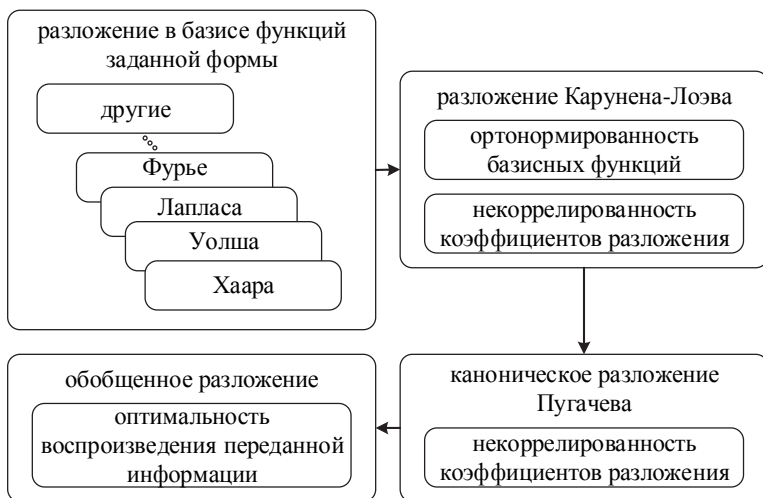 разложение в базисе функций
заданной формы
другие
Фурье
Лапласа
Уолша
Хаара
разложение Карунена-Лоэва
ортонормированность
базисных функций
некоррелированность
коэффициентов разложения
каноническое разложение
Пугачева
некоррелированность
коэффициентов разложения
обобщенное разложение
оптимальность
воспроизведения переданной
информации